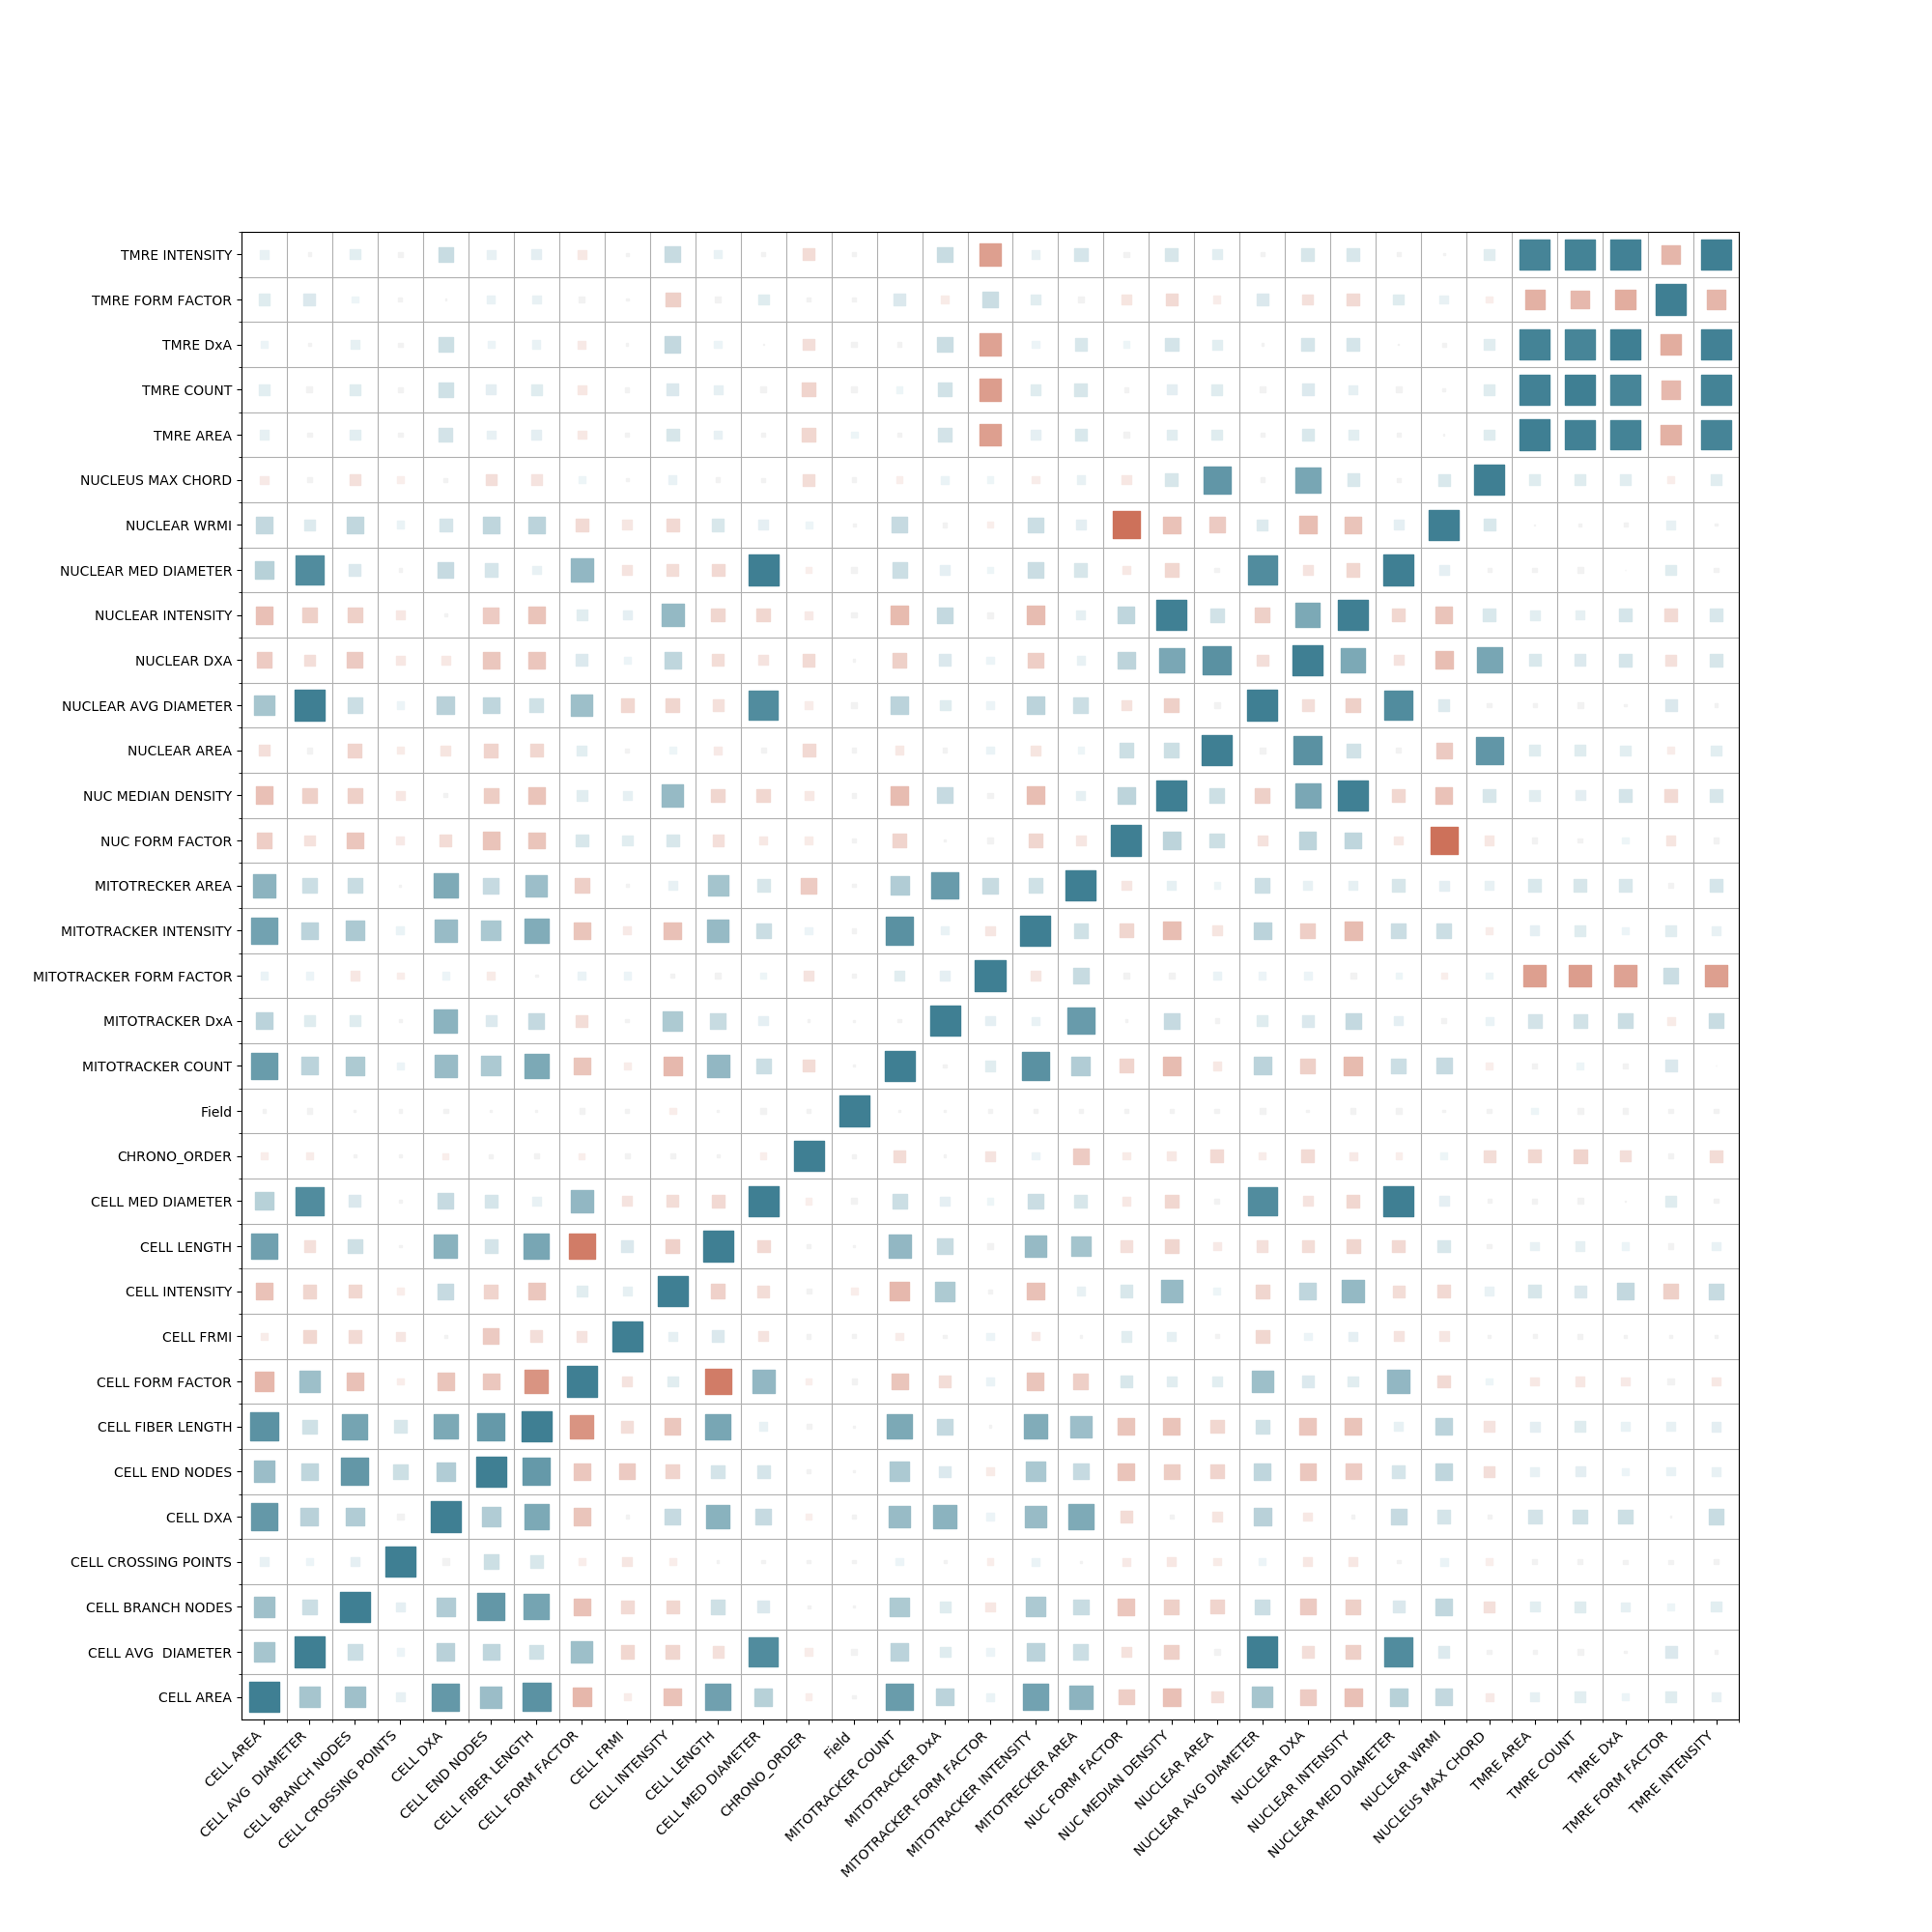 TMRE INTENSITY
TMRE FORM FACTOR
TMRE DxA
TMRE COUNT
TMRE AREA
NUCLEUS MAX CHORD
NUCLEAR WRMI
NUCLEAR MED DIAMETER
NUCLEAR INTENSITY
NUCLEAR DXA
NUCLEAR AVG DIAMETER
NUCLEAR AREA
NUC MEDIAN DENSITY
NUC FORM FACTOR
MITOTRECKER AREA
MITOTRACKER INTENSITY
MITOTRACKER FORM FACTOR
MITOTRACKER DxA
MITOTRACKER COUNT
Field
CHRONO_ORDER
CELL MED DIAMETER
CELL LENGTH
CELL INTENSITY
CELL FRMI
CELL FORM FACTOR
CELL FIBER LENGTH
CELL END NODES
CELL DXA
CELL CROSSING POINTS
CELL BRANCH NODES
CELL AVG  DIAMETER
CELL AREA
CELL AREA
CELL AVG  DIAMETER
CELL BRANCH NODES
CELL CROSSING POINTS
CELL DXA
CELL END NODES
CELL FIBER LENGTH
CELL FORM FACTOR
CELL FRMI
CELL INTENSITY
CELL LENGTH
CELL MED DIAMETER
CHRONO_ORDER
Field
MITOTRACKER COUNT
MITOTRACKER DxA
MITOTRACKER FORM FACTOR
MITOTRACKER INTENSITY
MITOTRECKER AREA
NUC FORM FACTOR
NUC MEDIAN DENSITY
NUCLEAR AREA
NUCLEAR AVG DIAMETER
NUCLEAR DXA
NUCLEAR INTENSITY
NUCLEAR MED DIAMETER
NUCLEAR WRMI
NUCLEUS MAX CHORD
TMRE AREA
TMRE COUNT
TMRE DxA
TMRE FORM FACTOR
TMRE INTENSITY